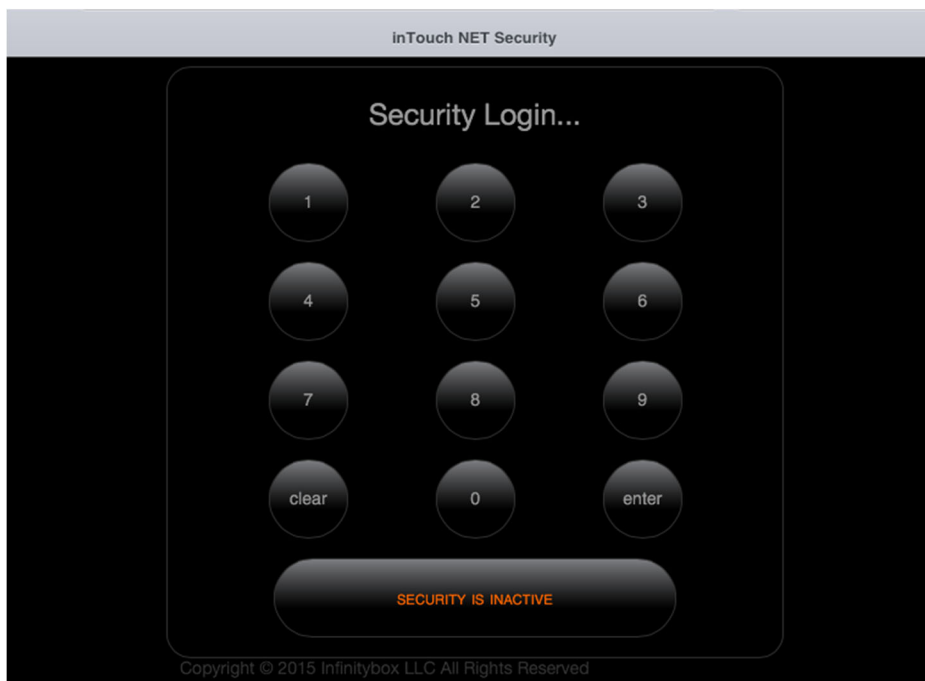 inTouch NET Security
Security Login...
1 2 3
4 5 6
7 8 9
clear 0 enter
SECURITY IS INACTIVE
Copyright © 2015 Infinitybox LLC All Rights Reserved